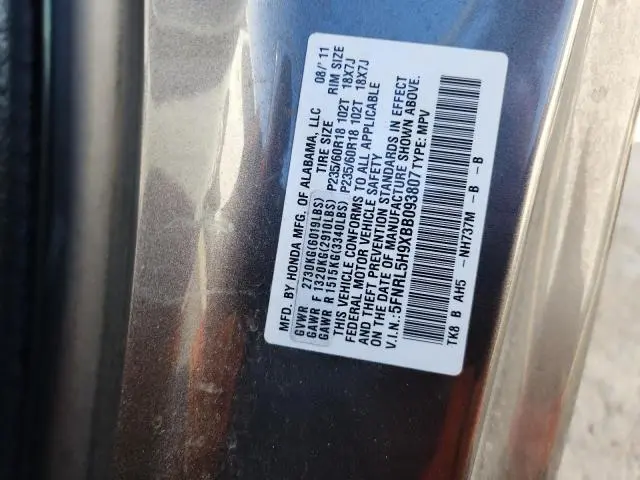 MFD. BY HONDA MFG. OF ALABAMA, LLC 08/'11
GVWR 2730KG(6019LBS) TIRE SIZE RIM SIZE
GAWR F 1320KG(2910LBS) P235/60R18 102T 18X7J
GAWR R 1515KG(3340LBS) P235/60R18 102T 18X7J
THIS VEHICLE CONFORMS TO ALL APPLICABLE
FEDERAL MOTOR VEHICLE SAFETY
AND THEFT PREVENTION STANDARDS IN EFFECT
ON THE DATE OF MANUFACTURE SHOWN ABOVE.
V.I.N.: 5FNRL5H9XBB093807 TYPE: MPV
TK8 B AH5 - NH737M - B - B